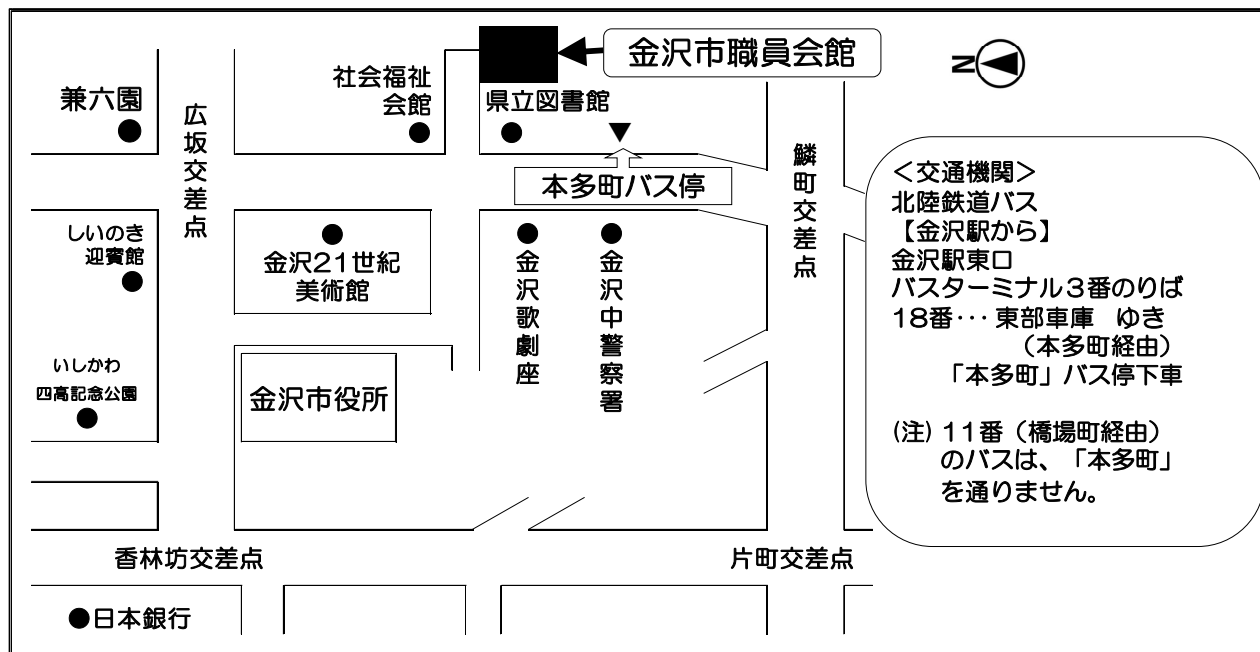 金沢市職員会館
N
兼六園
広坂交差点
社会福祉
会館
県立図書館
本多町バス停
鱗町交差点
しいのき
迎賓館
金沢21世紀
美術館
金沢歌劇座
金沢中警察署
いしかわ
四高記念公園
金沢市役所
香林坊交差点
片町交差点
日本銀行
<交通機関>
北陸鉄道バス
【金沢駅から】
金沢駅東口
バスターミナル3番のりば
18番･･･東部車庫 ゆき
(本多町経由)
「本多町」バス停下車
(注) 11番(橋場町経由)
のバスは、「本多町」
を通りません。